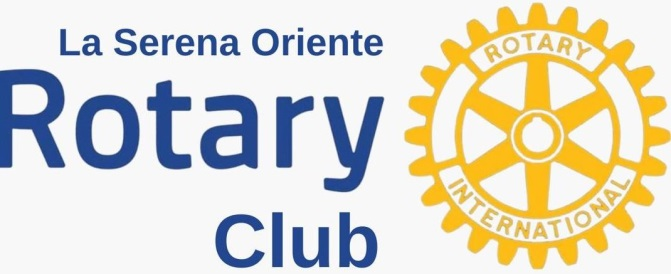 La Serena Oriente
Rotary
Club
ROTARY
INTERNATIONAL